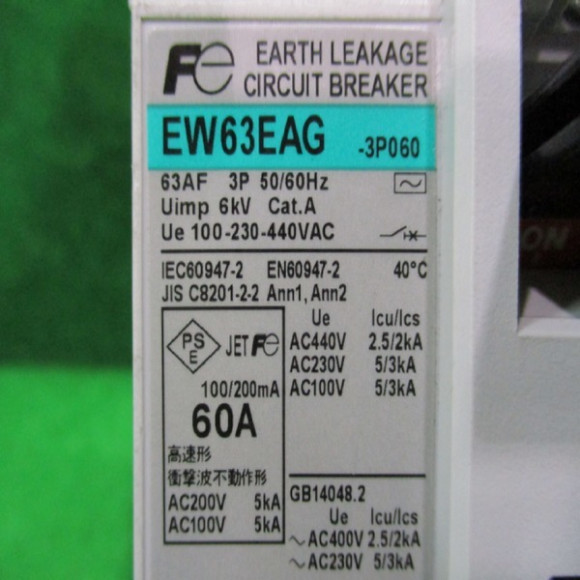 Fe EARTH LEAKAGE
CIRCUIT BREAKER
EW63EAG -3P060
63AF 3P 50/60Hz
Uimp 6kV Cat.A
Ue 100-230-440VAC
IEC60947-2 EN60947-2 40°C
JIS C8201-2-2 Ann1, Ann2
PS
E
JET Fe
100/200mA
60A
高速形
衝撃波不動作形
AC200V 5kA
AC100V 5kA
Ue Icu/Ics
AC440V 2.5/2kA
AC230V 5/3kA
AC100V 5/3kA
GB14048.2
Ue Icu/Ics
~AC400V 2.5/2kA
~AC230V 5/3kA
ON